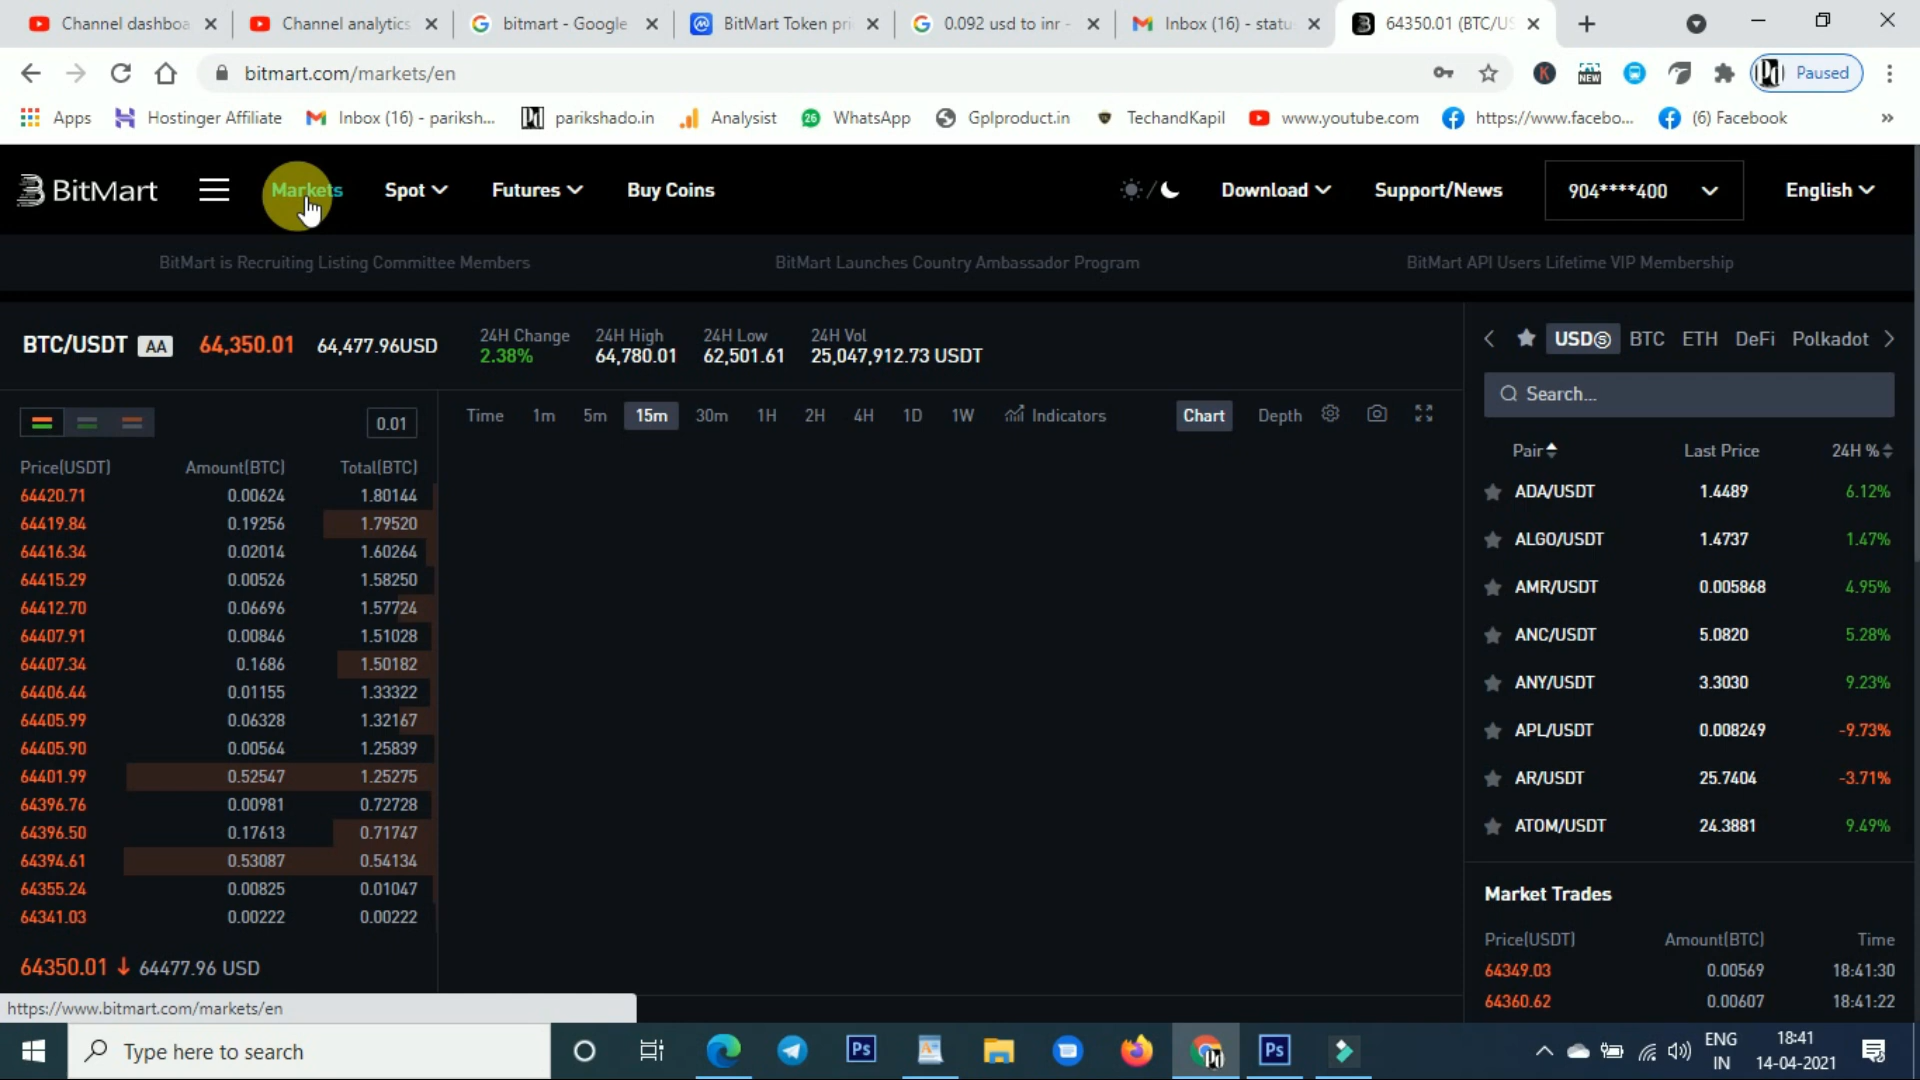 Channel dashboa
Channel analytics
bitmart - Google
BitMart Token pri
0.092 usd to inr -
Inbox (16) - statu
64350.01 (BTC/US
bitmart.com/markets/en
Paused
Apps
Hostinger Affiliate
Inbox (16) - pariksh...
parikshado.in
Analysist
WhatsApp
Gplproduct.in
TechandKapil
www.youtube.com
https://www.facebo...
(6) Facebook
BitMart
Markets
Spot
Futures
Buy Coins
Download
Support/News
904****400
English
BitMart is Recruiting Listing Committee Members
BitMart Launches Country Ambassador Program
BitMart API Users Lifetime VIP Membership
BTC/USDT AA 64,350.01 64,477.96USD
24H Change 24H High 24H Low 24H Vol
2.38% 64,780.01 62,501.61 25,047,912.73 USDT
USDⓈ BTC ETH DeFi Polkadot
Search...
0.01
Time 1m 5m 15m 30m 1H 2H 4H 1D 1W Indicators Chart Depth
Price(USDT) Amount(BTC) Total(BTC)
64420.71 0.00624 1.80144
64419.84 0.19256 1.79520
64416.34 0.02014 1.60264
64415.29 0.00526 1.58250
64412.70 0.06696 1.57724
64407.91 0.00846 1.51028
64407.34 0.1686 1.50182
64406.44 0.01155 1.33322
64405.99 0.06328 1.32167
64405.90 0.00564 1.25839
64401.99 0.52547 1.25275
64396.76 0.00981 0.72728
64396.50 0.17613 0.71747
64394.61 0.53087 0.54134
64355.24 0.00825 0.01047
64341.03 0.00222 0.00222
64350.01 64477.96 USD
Pair Last Price 24H %
ADA/USDT 1.4489 6.12%
ALGO/USDT 1.4737 1.47%
AMR/USDT 0.005868 4.95%
ANC/USDT 5.0820 5.28%
ANY/USDT 3.3030 9.23%
APL/USDT 0.008249 -9.73%
AR/USDT 25.7404 -3.71%
ATOM/USDT 24.3881 9.49%
Market Trades
Price(USDT) Amount(BTC) Time
64349.03 0.00569 18:41:30
64360.62 0.00607 18:41:22
https://www.bitmart.com/markets/en
Type here to search
ENG
IN
18:41
14-04-2021